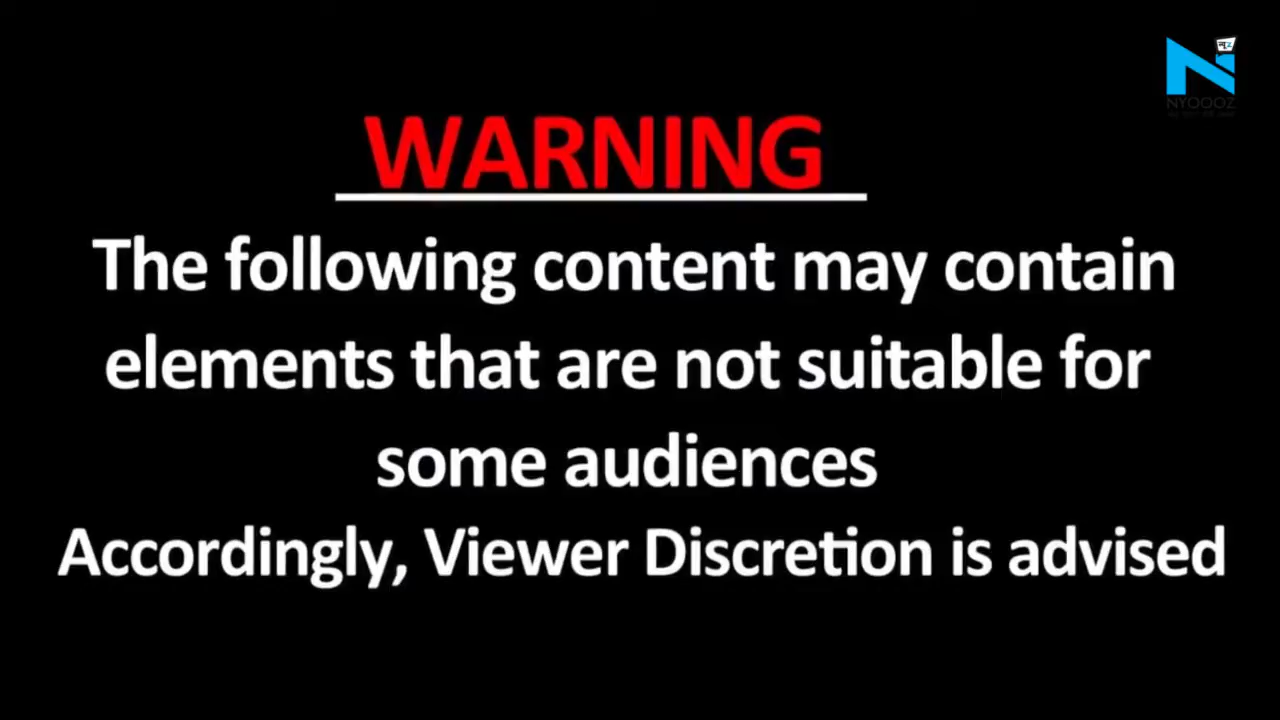 NYOOOZ
WARNING
The following content may contain
elements that are not suitable for
some audiences
Accordingly, Viewer Discretion is advised